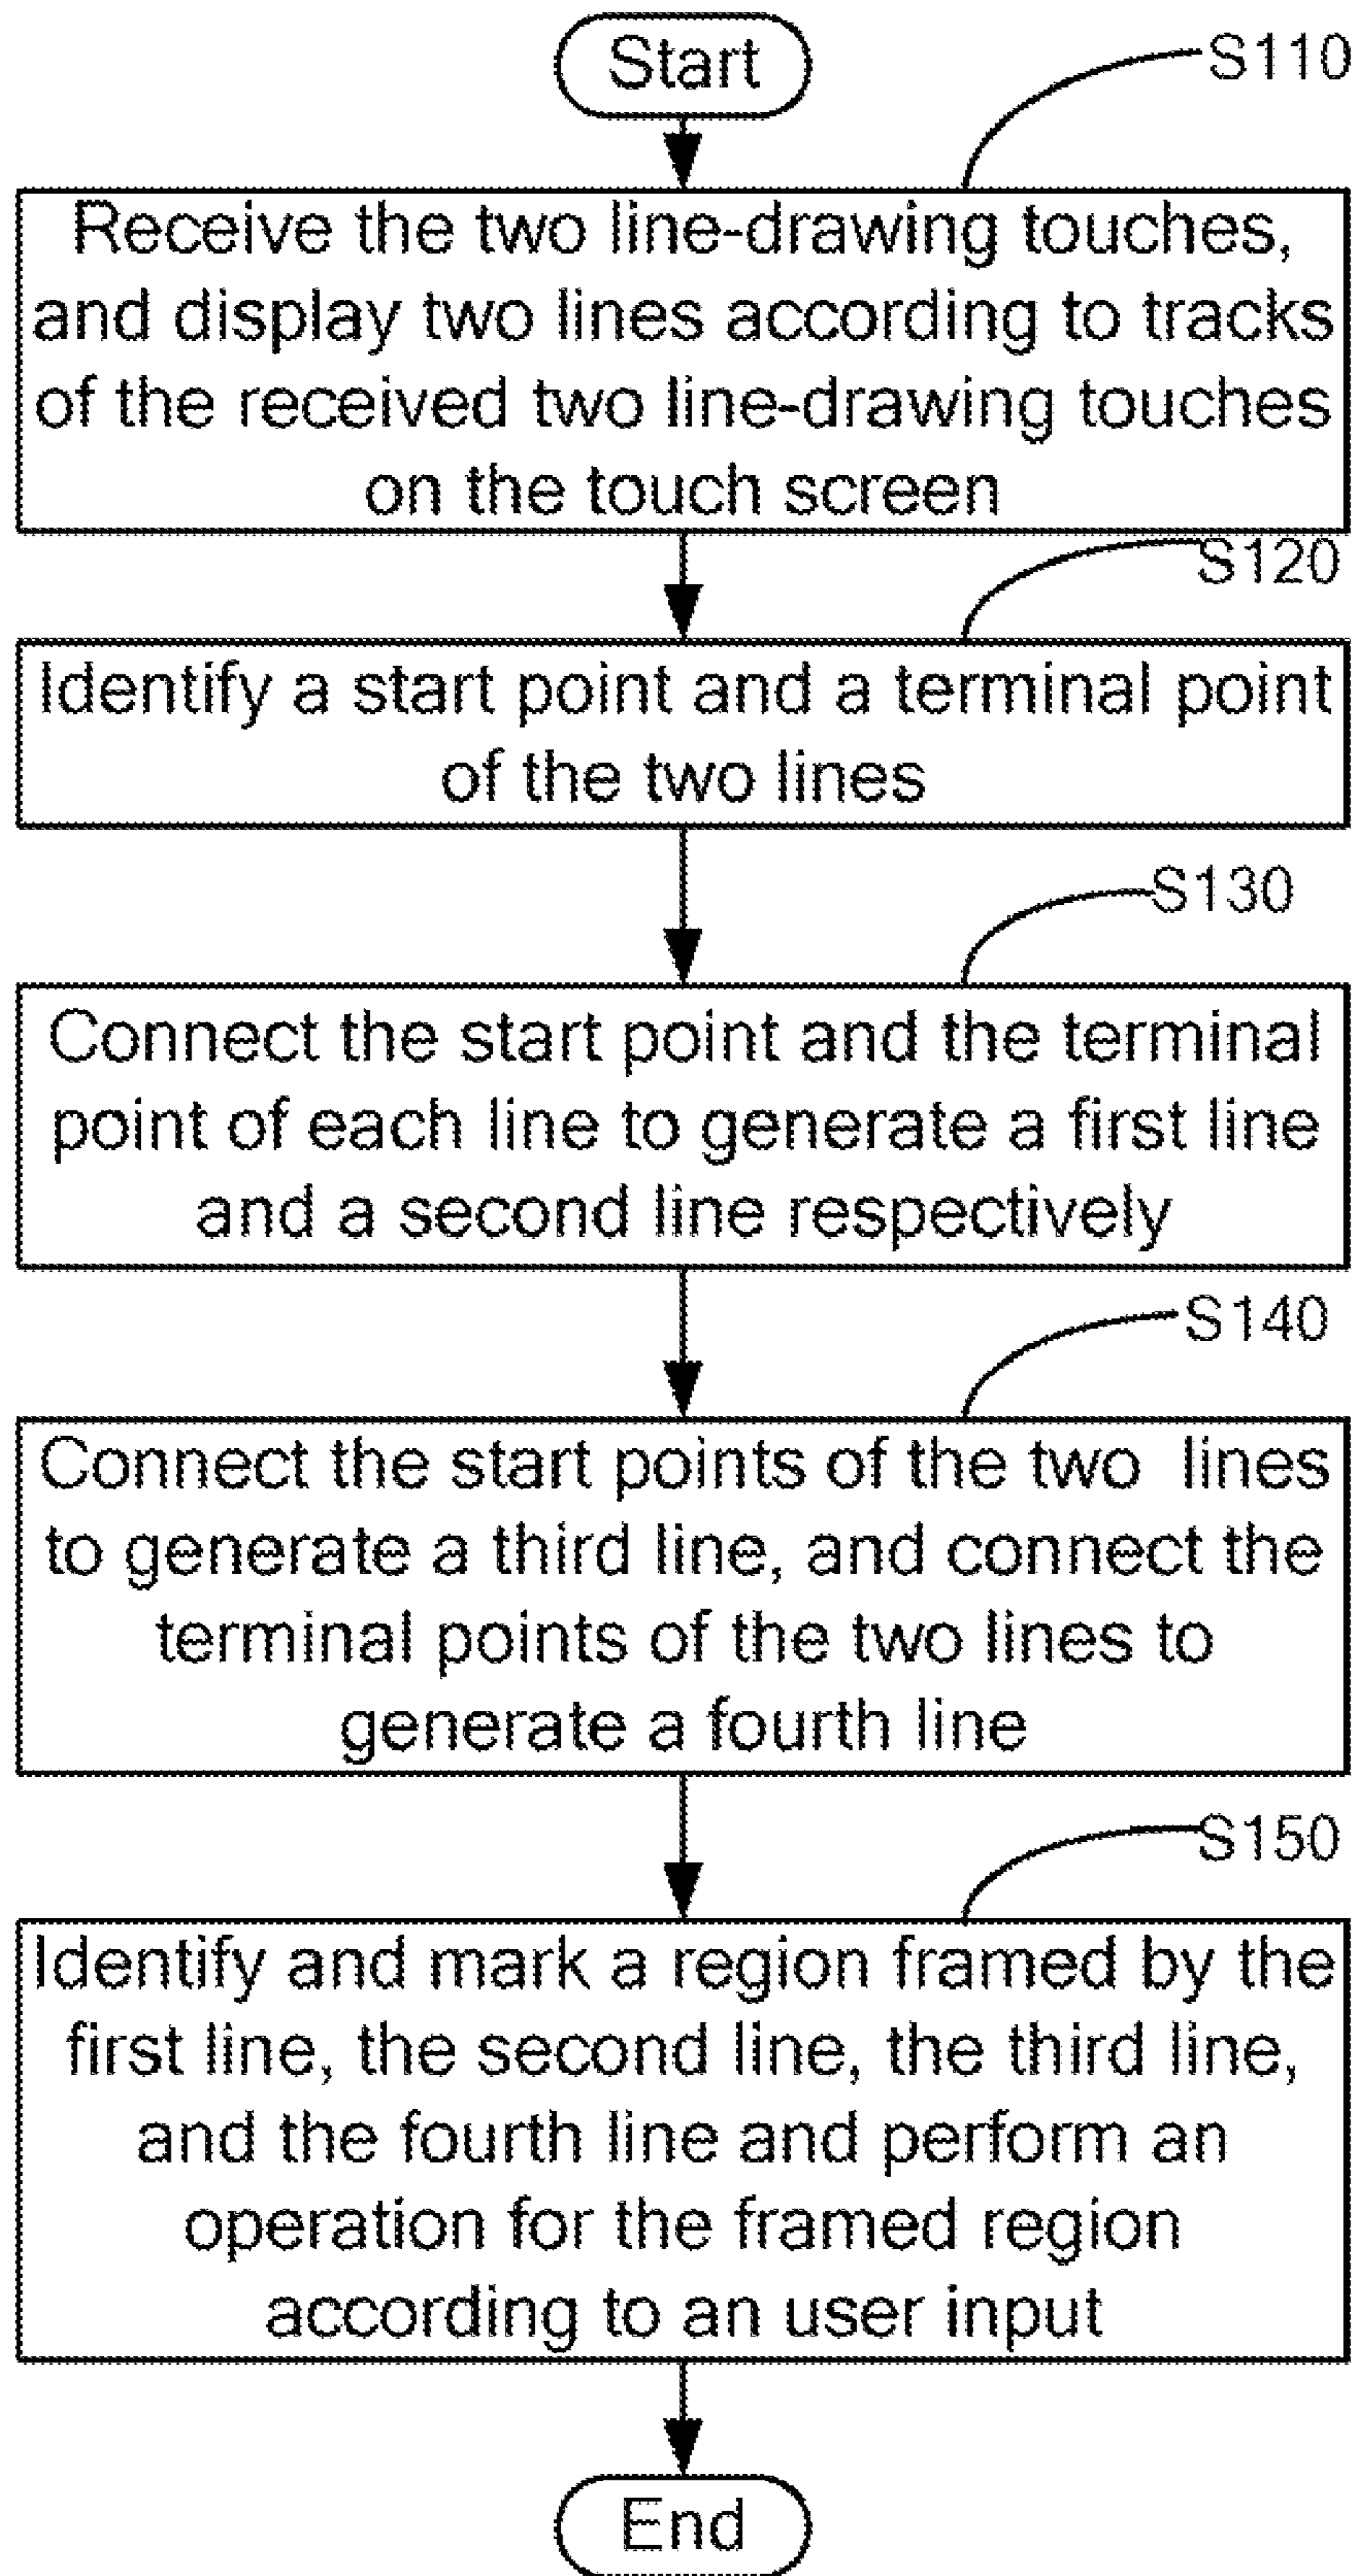 Start
S110
Receive the two line-drawing touches,
and display two lines according to tracks
of the received two line-drawing touches
on the touch screen
S120
Identify a start point and a terminal point
of the two lines
S130
Connect the start point and the terminal
point of each line to generate a first line
and a second line respectively
S140
Connect the start points of the two lines
to generate a third line, and connect the
terminal points of the two lines to
generate a fourth line
S150
Identify and mark a region framed by the
first line, the second line, the third line,
and the fourth line and perform an
operation for the framed region
according to an user input
End